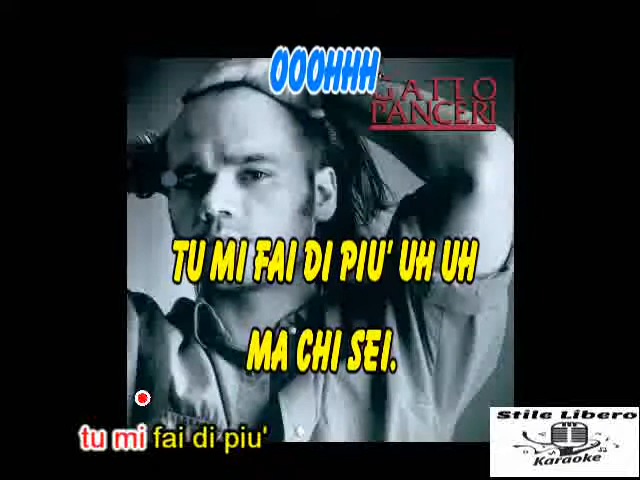 OOOHHH
GATTO
PANCERI
TU MI FAI DI PIU' UH UH
MA CHI SEI.
tu mi fai di piu'
Stile Libero
Karaoke